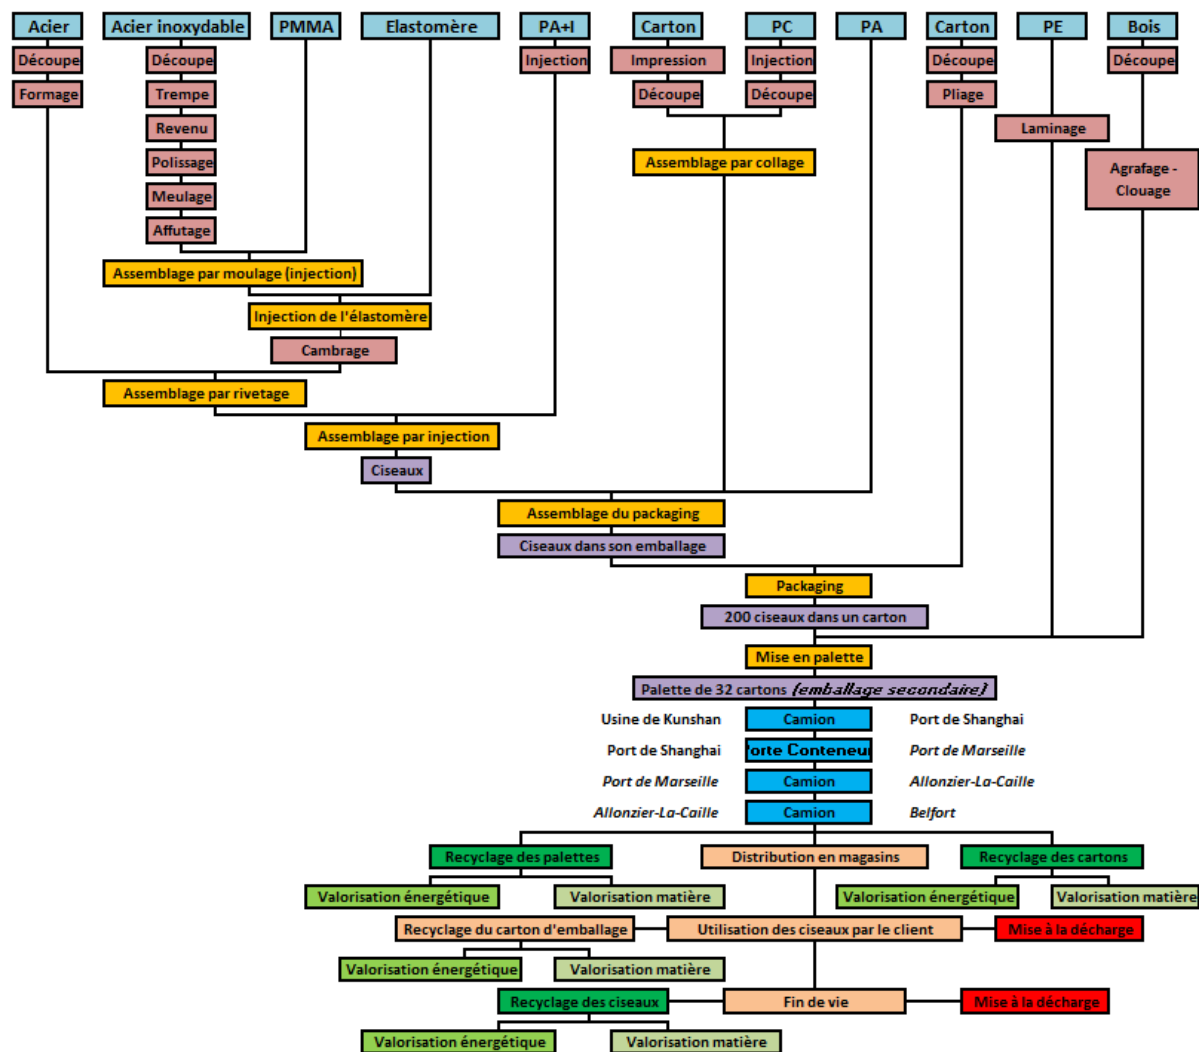 Acier
Acier inoxydable
PMMA
Elastomère
PA+I
Carton
PC
PA
Carton
PE
Bois
Découpe
Découpe
Injection
Impression
Injection
Découpe
Découpe
Formage
Trempe
Découpe
Découpe
Pliage
Revenu
Laminage
Polissage
Assemblage par collage
Agrafage -
Clouage
Meulage
Affutage
Assemblage par moulage (injection)
Injection de l'élastomère
Cambrage
Assemblage par rivetage
Assemblage par injection
Ciseaux
Assemblage du packaging
Ciseaux dans son emballage
Packaging
200 ciseaux dans un carton
Mise en palette
Palette de 32 cartons (emballage secondaire)
Usine de Kunshan
Camion
Port de Shanghai
Port de Shanghai
Porte Conteneur
Port de Marseille
Port de Marseille
Camion
Allonzier-La-Caille
Allonzier-La-Caille
Camion
Belfort
Recyclage des palettes
Distribution en magasins
Recyclage des cartons
Valorisation énergétique
Valorisation matière
Valorisation énergétique
Valorisation matière
Recyclage du carton d'emballage
Utilisation des ciseaux par le client
Mise à la décharge
Valorisation énergétique
Valorisation matière
Recyclage des ciseaux
Fin de vie
Mise à la décharge
Valorisation énergétique
Valorisation matière